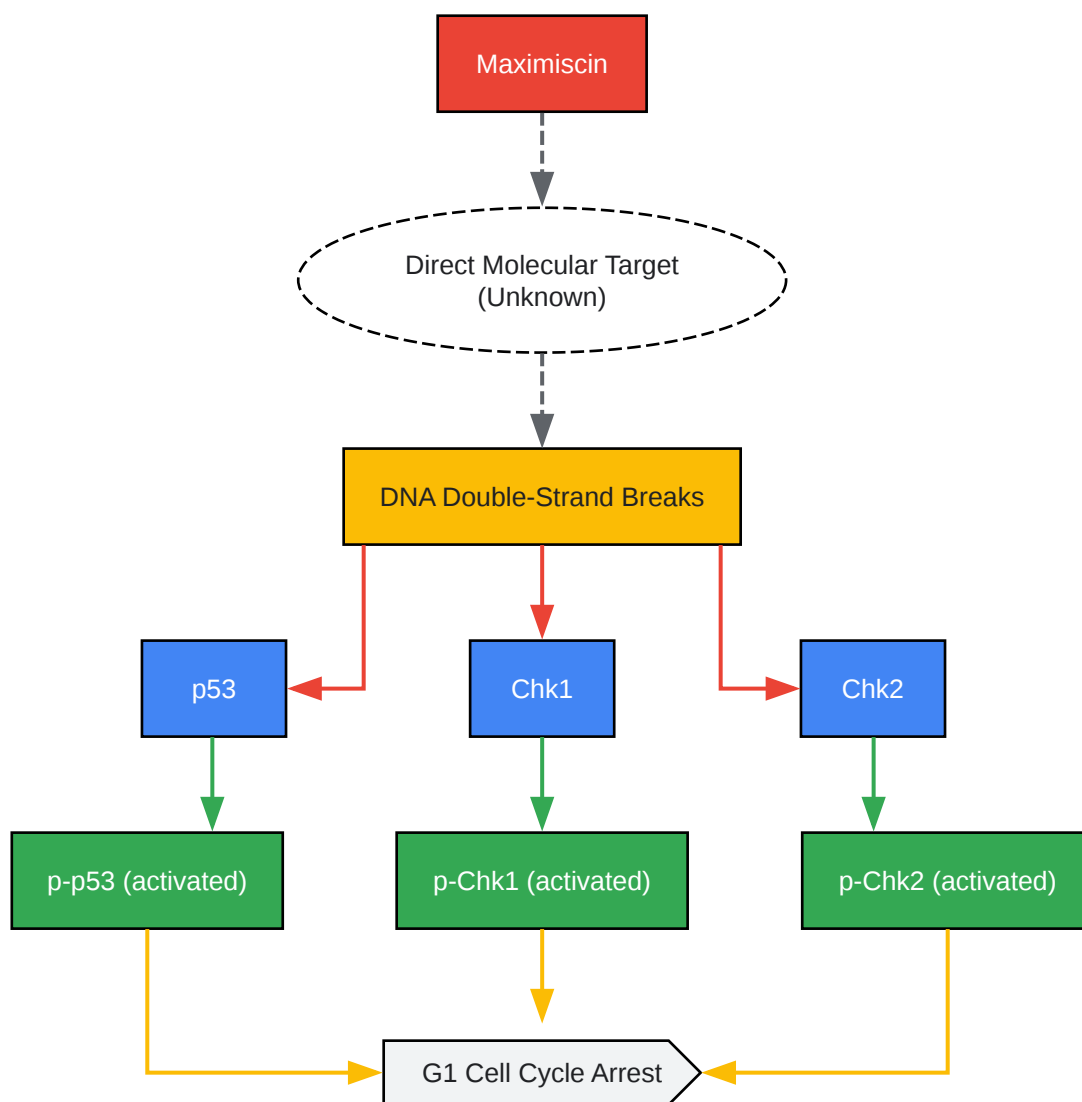 Maximiscin
Direct Molecular Target
(Unknown)
DNA Double-Strand Breaks
p53
Chk1
Chk2
p-p53 (activated)
p-Chk1 (activated)
p-Chk2 (activated)
G1 Cell Cycle Arrest